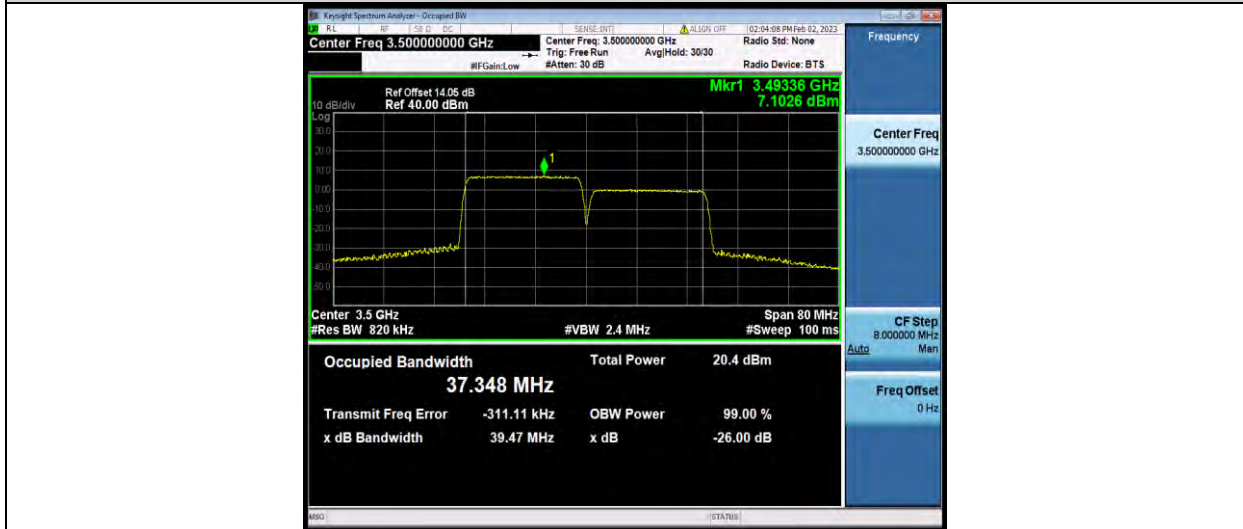 Keysight Spectrum Analyzer - Occupied BW
RL RF 50 Ω DC SENSE:INT ALIGN OFF 02:04:08 PM Feb 02, 2023
Center Freq 3.500000000 GHz
Center Freq: 3.500000000 GHz
Radio Std: None
Trig: Free Run Avg|Hold: 30/30
#IFGain:Low #Atten: 30 dB Radio Device: BTS
Ref Offset 14.05 dB
10 dB/div Ref 40.00 dBm
Mkr1 3.49336 GHz
7.1026 dBm
Log
30.0
20.0
10.0
0.00
-10.0
-20.0
-30.0
-40.0
-50.0
1
Center 3.5 GHz Span 80 MHz
#Res BW 820 kHz #VBW 2.4 MHz #Sweep 100 ms
Occupied Bandwidth Total Power 20.4 dBm
37.348 MHz
Transmit Freq Error -311.11 kHz OBW Power 99.00 %
x dB Bandwidth 39.47 MHz x dB -26.00 dB
Frequency
Center Freq
3.500000000 GHz
CF Step
8.000000 MHz
Auto Man
Freq Offset
0 Hz
MSG STATUS